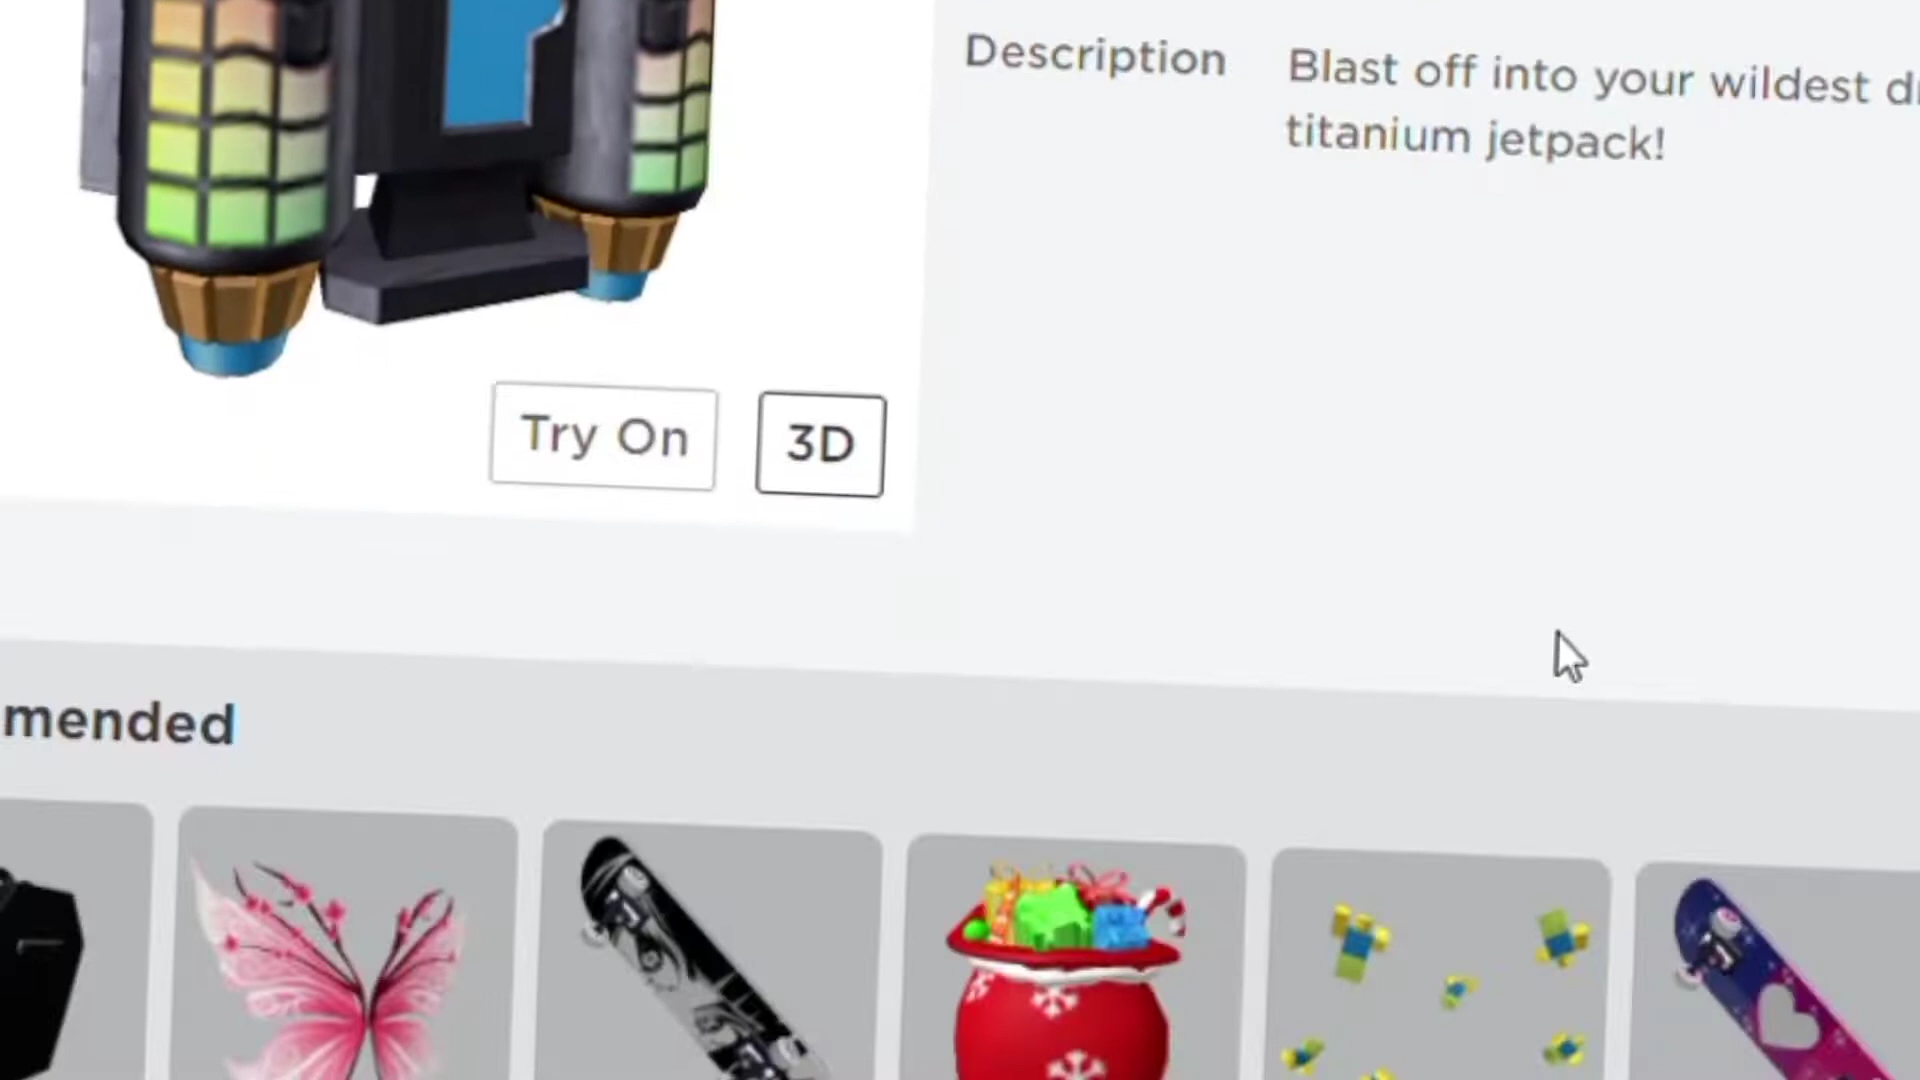 Description
Blast off into your wildest
titanium jetpack!
Try On
3D
mended